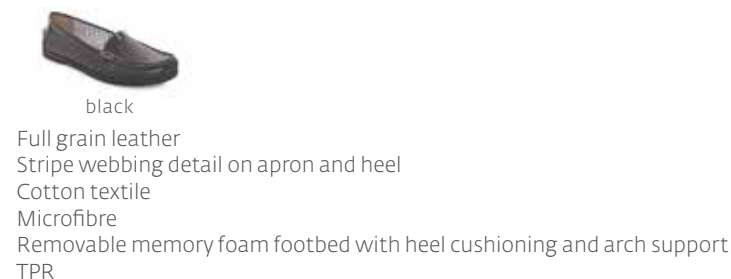 black
Full grain leather
Stripe webbing detail on apron and heel
Cotton textile
Microfibre
Removable memory foam footbed with heel cushioning and arch support
TPR